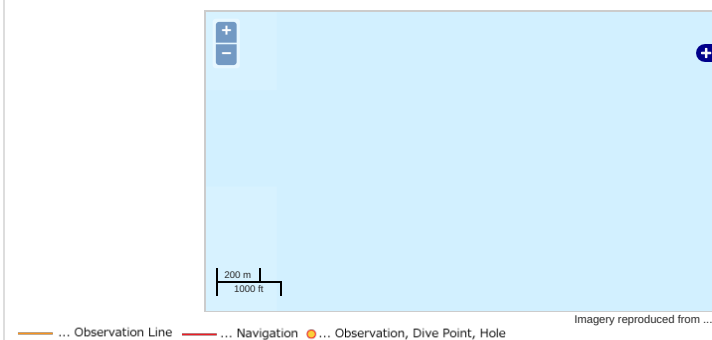 +
−
+
200 m
1000 ft
Imagery reproduced from ...
... Observation Line ... Navigation ... Observation, Dive Point, Hole